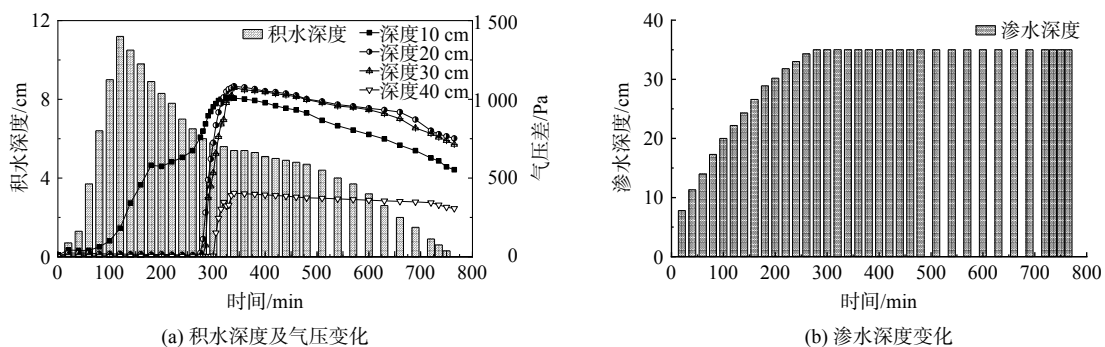 12
9
6
3
0
积水深度/cm
积水深度
深度10 cm
深度20 cm
深度30 cm
深度40 cm
1 500
1 000
500
0
气压差/Pa
0 100 200 300 400 500 600 700 800
时间/min
(a) 积水深度及气压变化
40
30
20
10
0
渗水深度/cm
渗水深度
0 100 200 300 400 500 600 700 800
时间/min
(b) 渗水深度变化